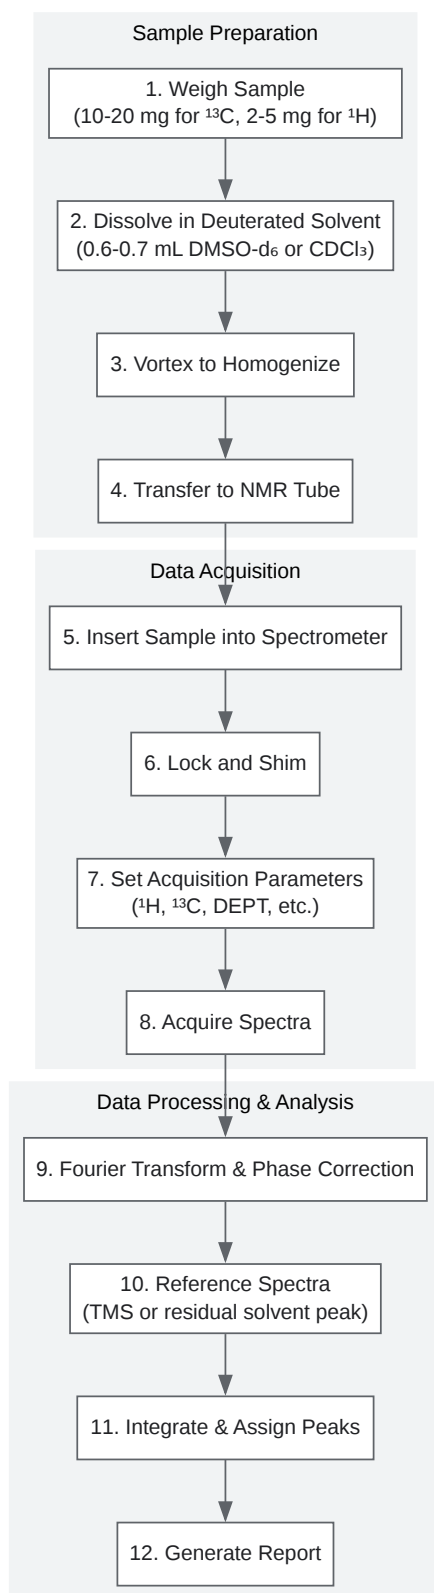 Sample Preparation
1. Weigh Sample
(10-20 mg for ¹³C, 2-5 mg for ¹H)
2. Dissolve in Deuterated Solvent
(0.6-0.7 mL DMSO-d₆ or CDCl₃)
3. Vortex to Homogenize
4. Transfer to NMR Tube
Data Acquisition
5. Insert Sample into Spectrometer
6. Lock and Shim
7. Set Acquisition Parameters
(¹H, ¹³C, DEPT, etc.)
8. Acquire Spectra
Data Processing & Analysis
9. Fourier Transform & Phase Correction
10. Reference Spectra
(TMS or residual solvent peak)
11. Integrate & Assign Peaks
12. Generate Report